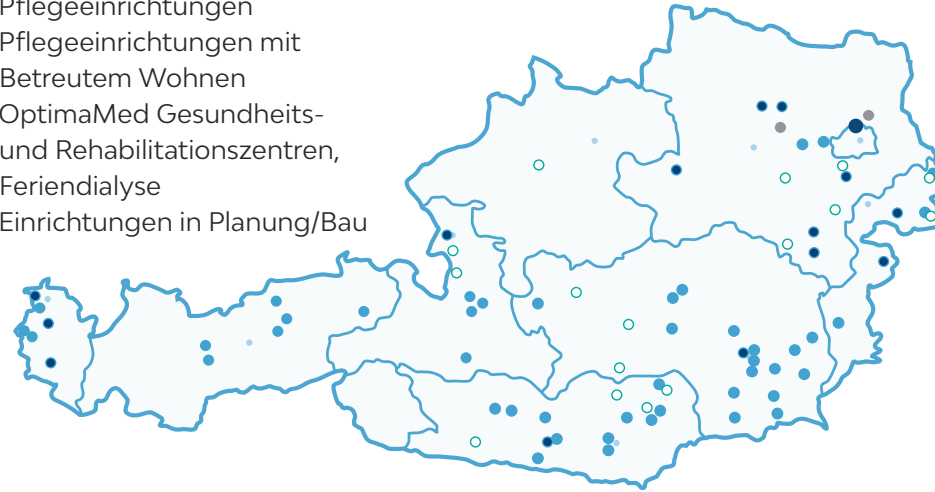 Pflegeeinrichtungen
Pflegeeinrichtungen mit
Betreutem Wohnen
OptimaMed Gesundheits-
und Rehabilitationszentren,
Feriendialyse
Einrichtungen in Planung/Bau